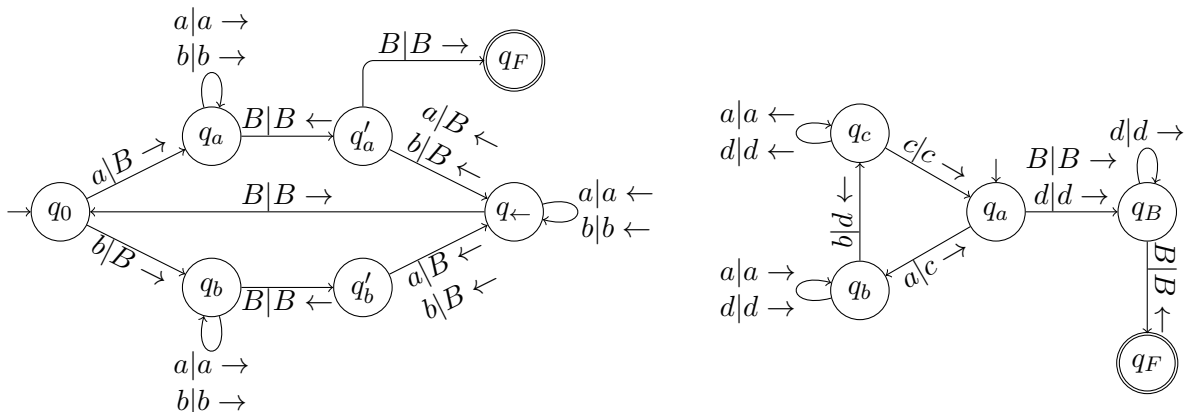 a|a →
b|b →
q_a
B|B ←
q'_a
B|B →
q_F
a|B →
a|B ←
b|B ←
q_0
B|B →
q_←
a|a ←
b|b ←
b|B →
q_b
B|B ←
q'_b
a|B ←
b|B ←
a|a →
b|b →
a|a ←
d|d ←
q_c
c|c →
q_a
B|B →
d|d →
d|d →
q_B
b|d ←
a|c →
a|a →
d|d →
q_b
B|B ←
q_F